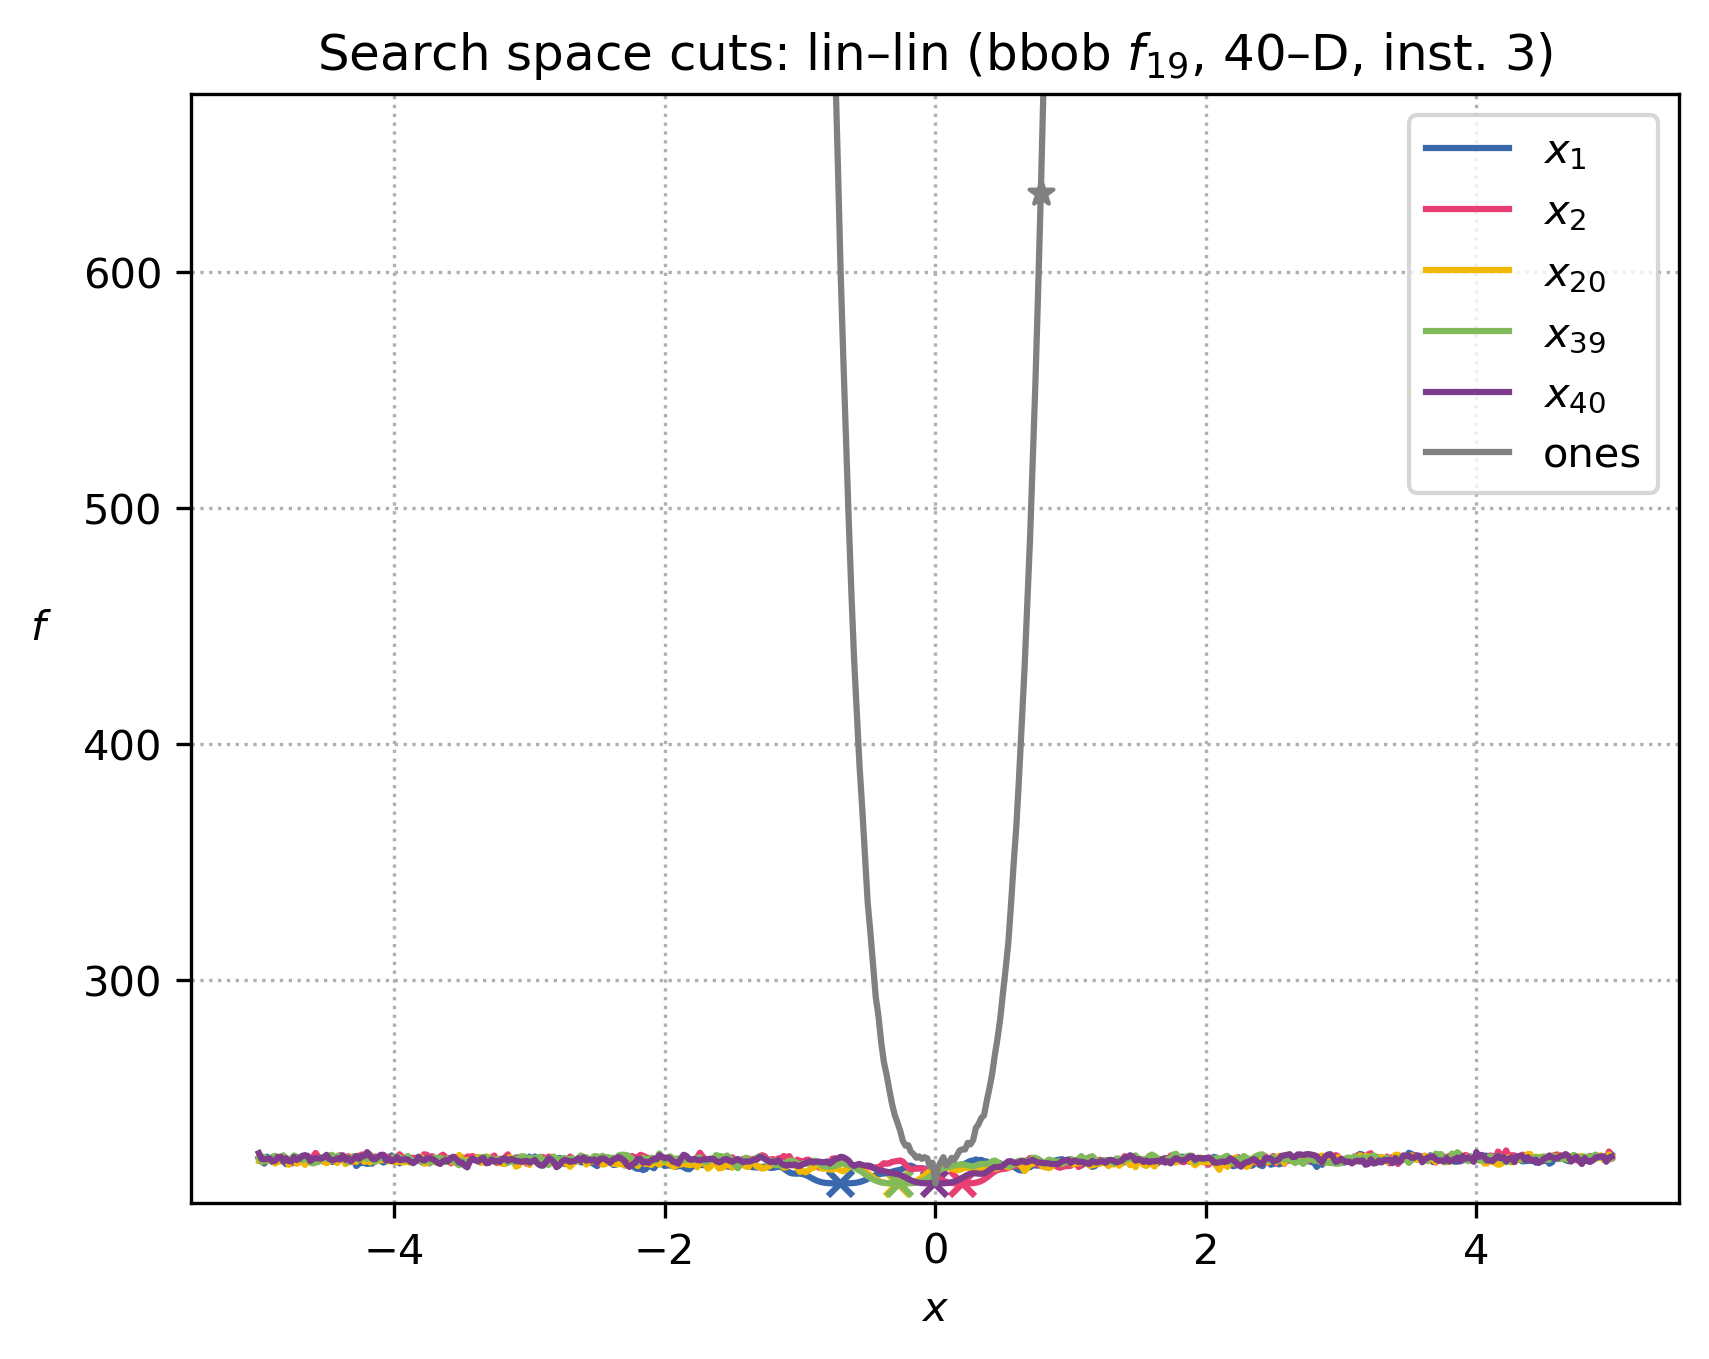 Search space cuts: lin–lin (bbob f₁₉, 40–D, inst. 3)
x₁
x₂
x₂₀
x₃₉
x₄₀
ones
600
500
400
300
f
−4 −2 0 2 4
x